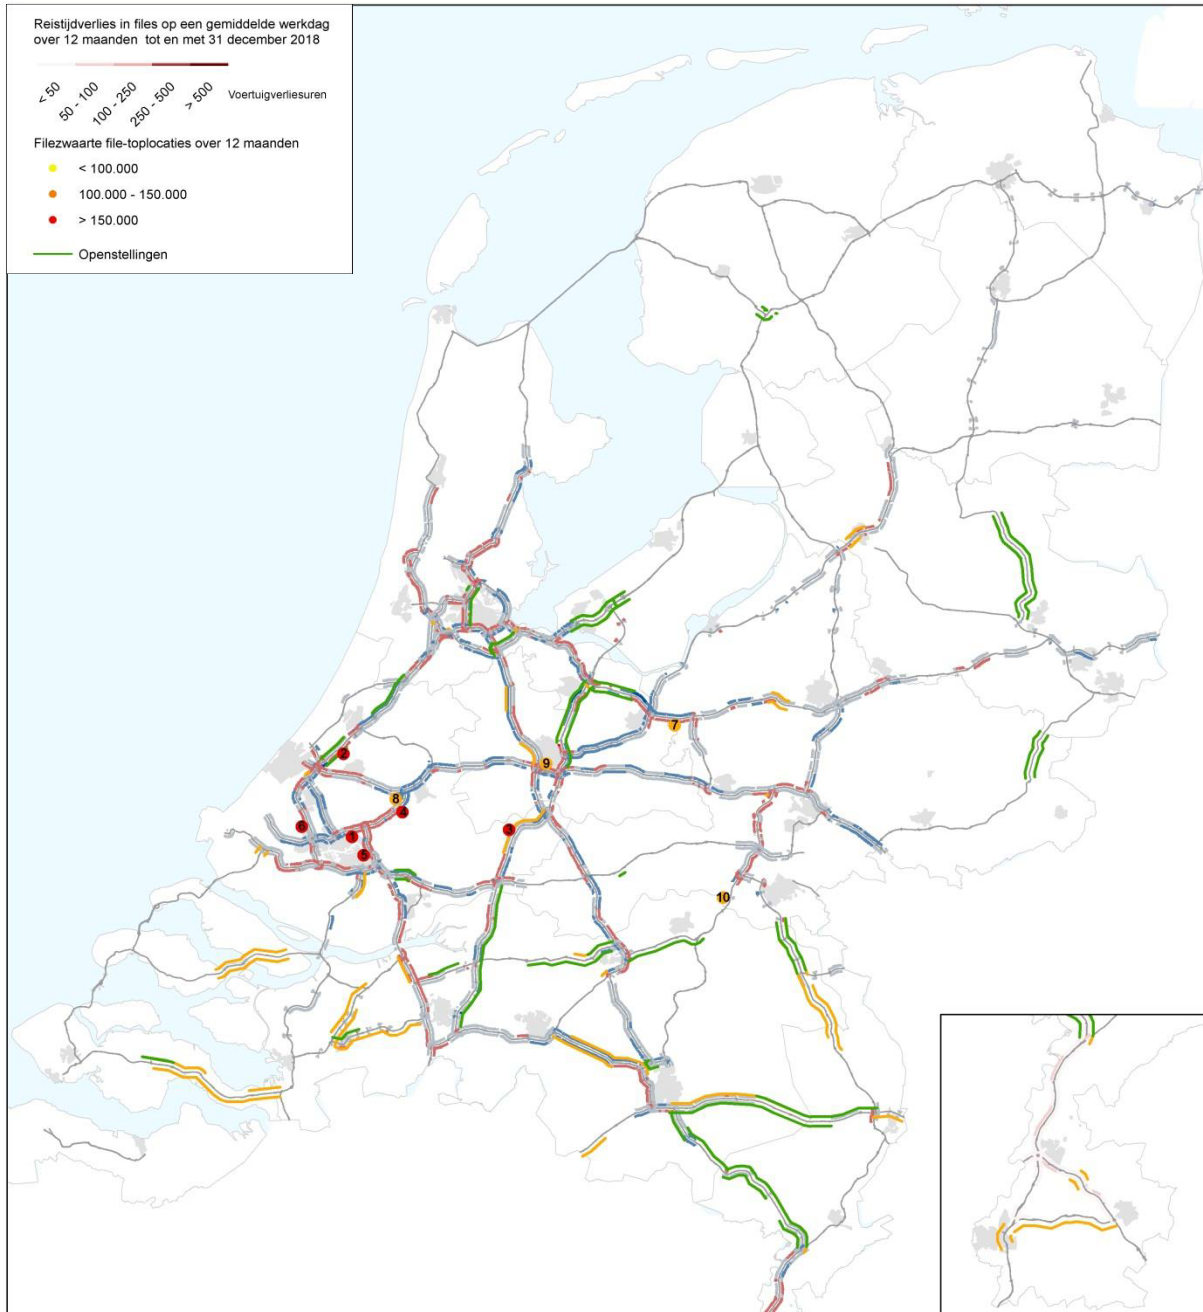 Reistijdverlies in files op een gemiddelde werkdag
over 12 maanden tot en met 31 december 2018
< 50
50 - 100
100 - 250
250 - 500
> 500
Voertuigverliesuren
Filezwaarte file-toplocaties over 12 maanden
< 100.000
100.000 - 150.000
> 150.000
Openstellingen
7
2
9
8
4
3
6
1
5
10